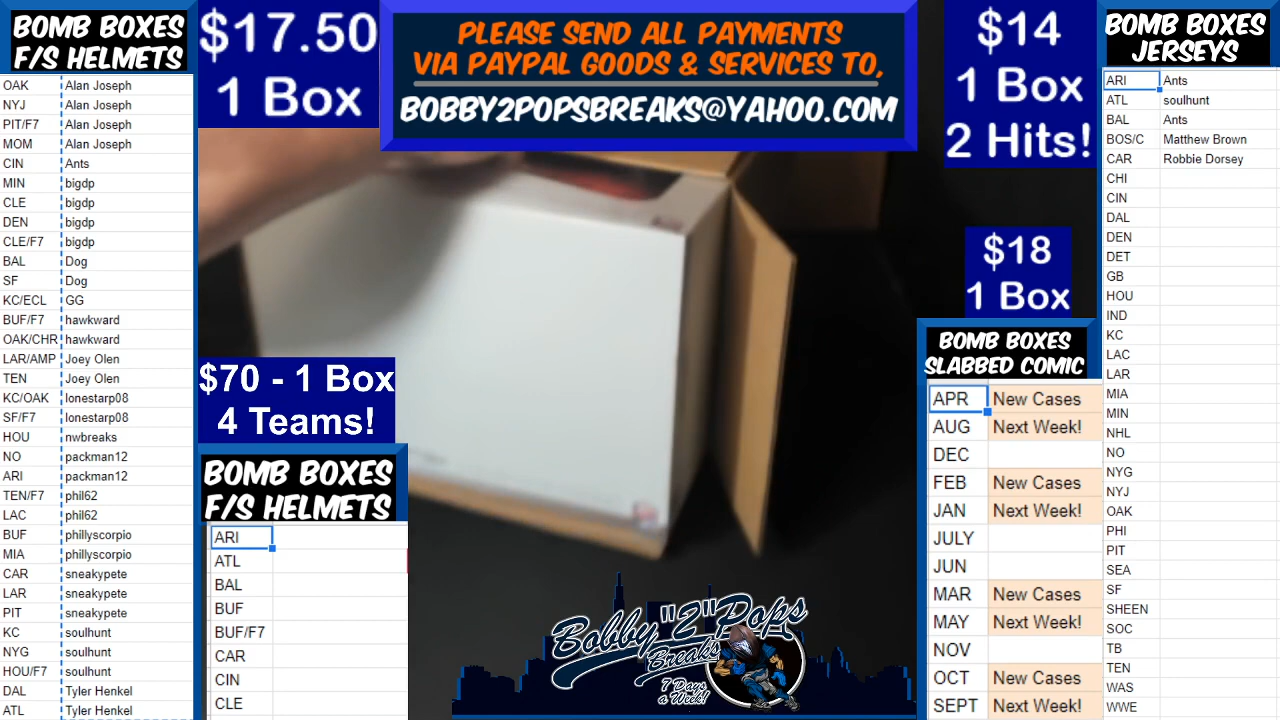 BOMB BOXES
F/S HELMETS
OAK Alan Joseph
NYJ Alan Joseph
PIT/F7 Alan Joseph
MOM Alan Joseph
CIN Ants
MIN bigdp
CLE bigdp
DEN bigdp
CLE/F7 bigdp
BAL Dog
SF Dog
KC/ECL GG
BUF/F7 hawkward
OAK/CHR hawkward
LAR/AMP Joey Olen
TEN Joey Olen
KC/OAK lonestarp08
SF/F7 lonestarp08
HOU nwbreaks
NO packman12
ARI packman12
TEN/F7 phil62
LAC phil62
BUF phillyscorpio
MIA phillyscorpio
CAR sneakypete
LAR sneakypete
PIT sneakypete
KC soulhunt
NYG soulhunt
HOU/F7 soulhunt
DAL Tyler Henkel
ATL Tyler Henkel
$17.50
1 Box
PLEASE SEND ALL PAYMENTS
VIA PAYPAL GOODS & SERVICES TO,
BOBBY2POPSBREAKS@YAHOO.COM
$70 - 1 Box
4 Teams!
BOMB BOXES
F/S HELMETS
ARI
ATL
BAL
BUF
BUF/F7
CAR
CIN
CLE
Bobby "2" Pops
Breaks
7 Days
a Week!
$14
1 Box
2 Hits!
$18
1 Box
BOMB BOXES
SLABBED COMIC
APR New Cases
AUG Next Week!
DEC
FEB New Cases
JAN Next Week!
JULY
JUN
MAR New Cases
MAY Next Week!
NOV
OCT New Cases
SEPT Next Week!
BOMB BOXES
JERSEYS
ARI Ants
ATL soulhunt
BAL Ants
BOS/C Matthew Brown
CAR Robbie Dorsey
CHI
CIN
DAL
DEN
DET
GB
HOU
IND
KC
LAC
LAR
MIA
MIN
NHL
NO
NYG
NYJ
OAK
PHI
PIT
SEA
SF
SHEEN
SOC
TB
TEN
WAS
WWE